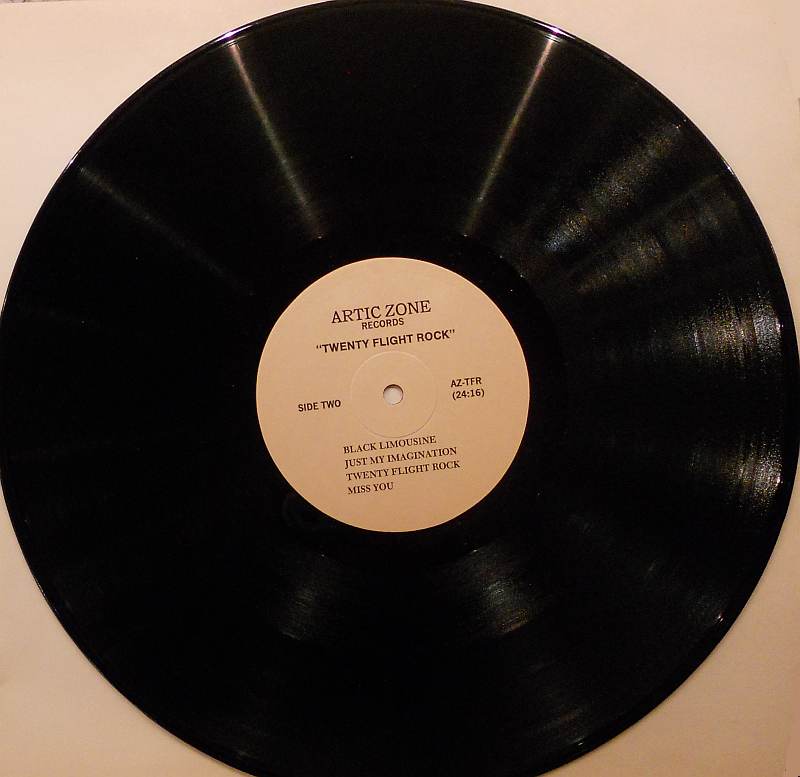 ARTIC ZONE
RECORDS
"TWENTY FLIGHT ROCK"
SIDE TWO
AZ-TFR
(24:16)
BLACK LIMOUSINE
JUST MY IMAGINATION
TWENTY FLIGHT ROCK
MISS YOU